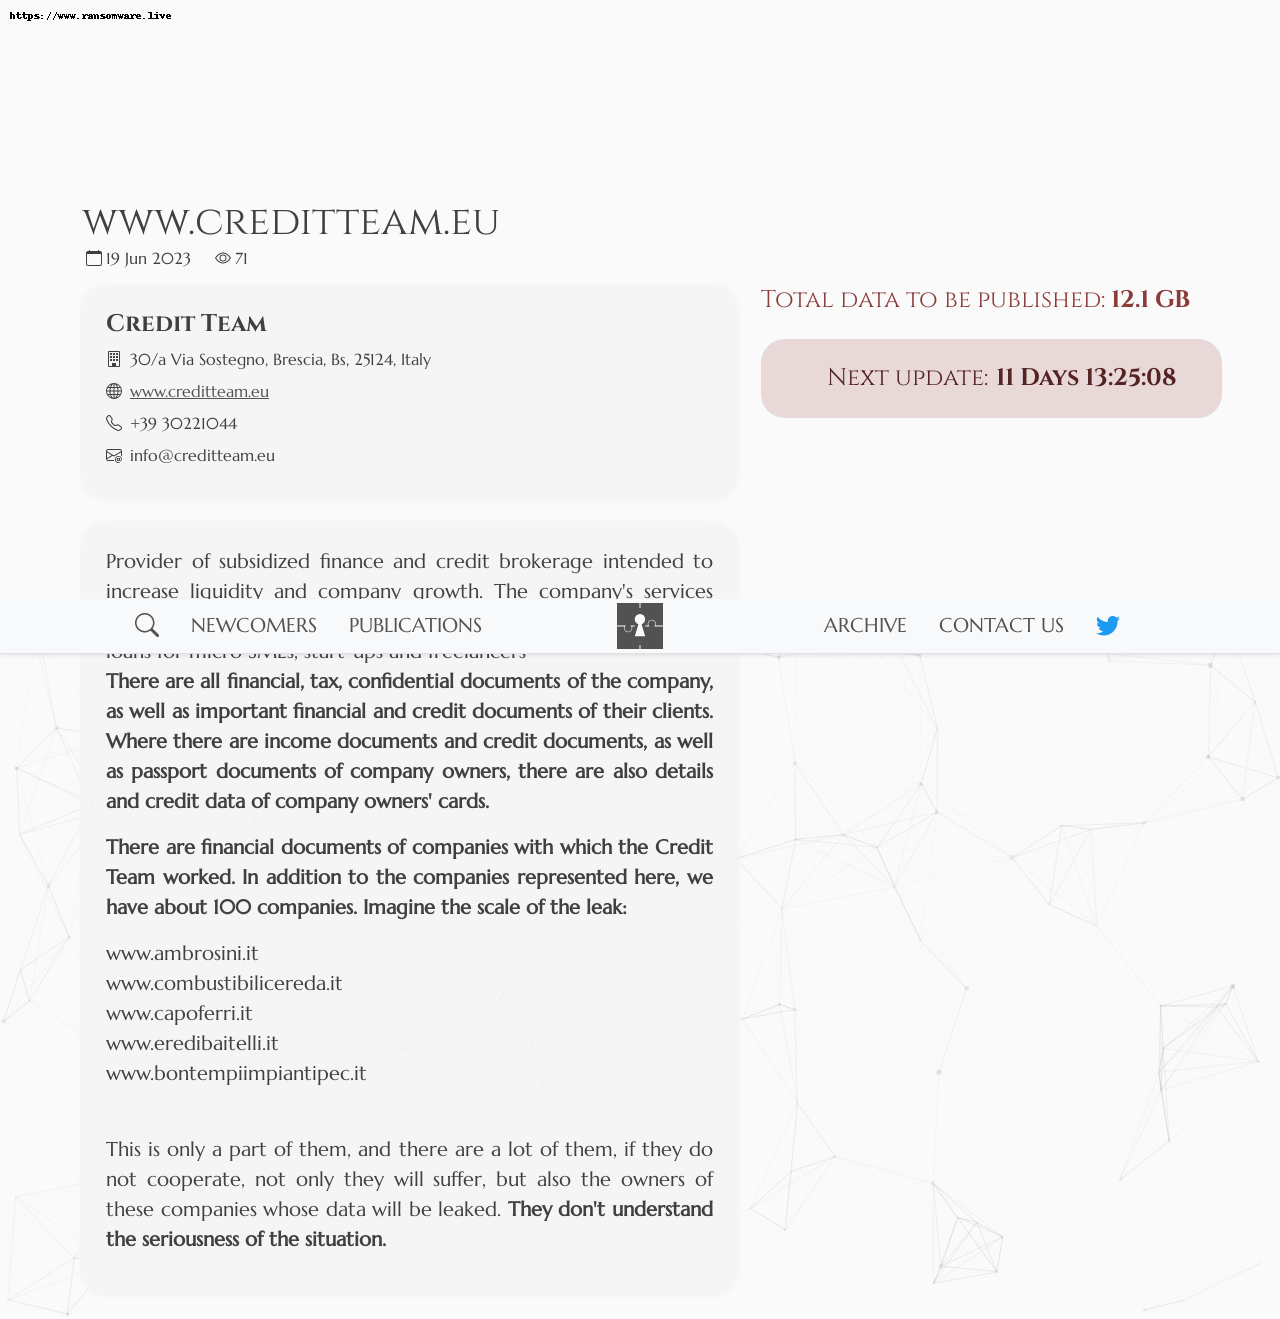 https://www.ransomware.live
www.creditteam.eu
19 Jun 2023 71
Credit Team
30/a Via Sostegno, Brescia, Bs, 25124, Italy
www.creditteam.eu
+39 30221044
info@creditteam.eu
Total data to be published: 12.1 GB
Next update: 11 Days 13:25:08
Provider of subsidized finance and credit brokerage intended to
increase liquidity and company growth. The company's services
NEWCOMERS PUBLICATIONS ARCHIVE CONTACT US
loans for micro SMEs, start-ups and freelancers
There are all financial, tax, confidential documents of the company,
as well as important financial and credit documents of their clients.
Where there are income documents and credit documents, as well
as passport documents of company owners, there are also details
and credit data of company owners' cards.
There are financial documents of companies with which the Credit
Team worked. In addition to the companies represented here, we
have about 100 companies. Imagine the scale of the leak:
www.ambrosini.it
www.combustibilicereda.it
www.capoferri.it
www.eredibaitelli.it
www.bontempiimpiantipec.it
This is only a part of them, and there are a lot of them, if they do
not cooperate, not only they will suffer, but also the owners of
these companies whose data will be leaked. They don't understand
the seriousness of the situation.